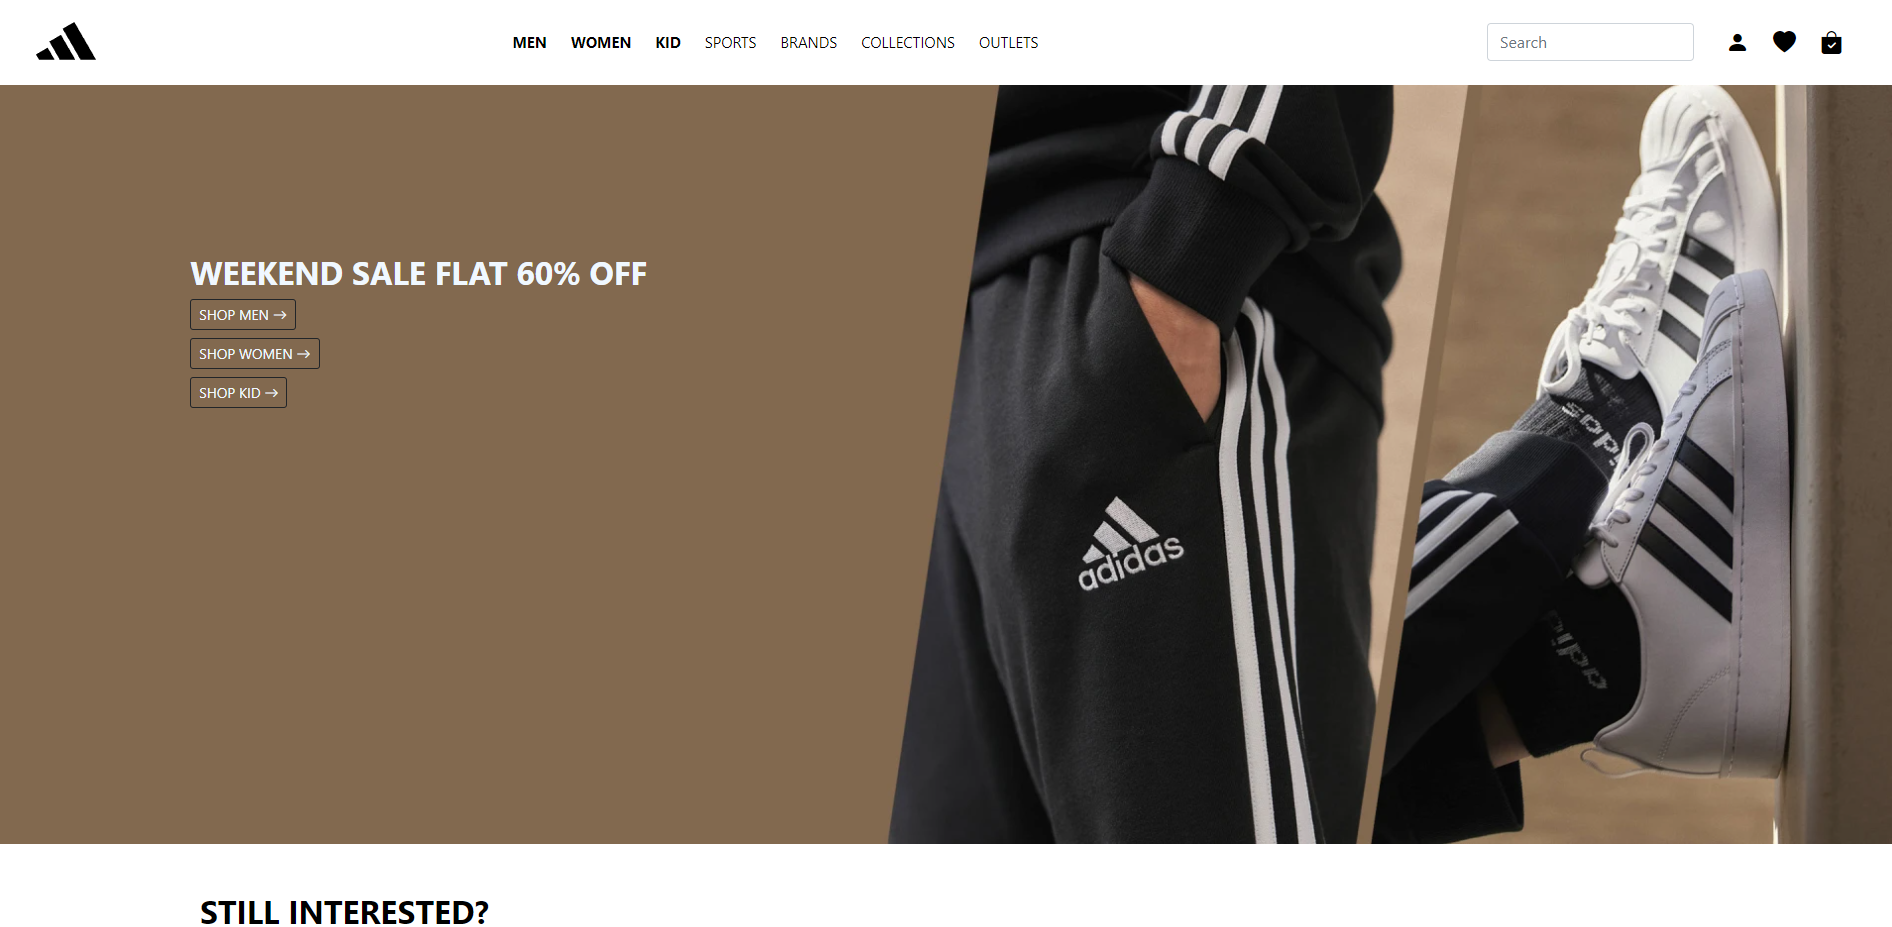 MEN WOMEN KID SPORTS BRANDS COLLECTIONS OUTLETS Search
WEEKEND SALE FLAT 60% OFF
SHOP MEN →
SHOP WOMEN →
SHOP KID →
adidas
STILL INTERESTED?